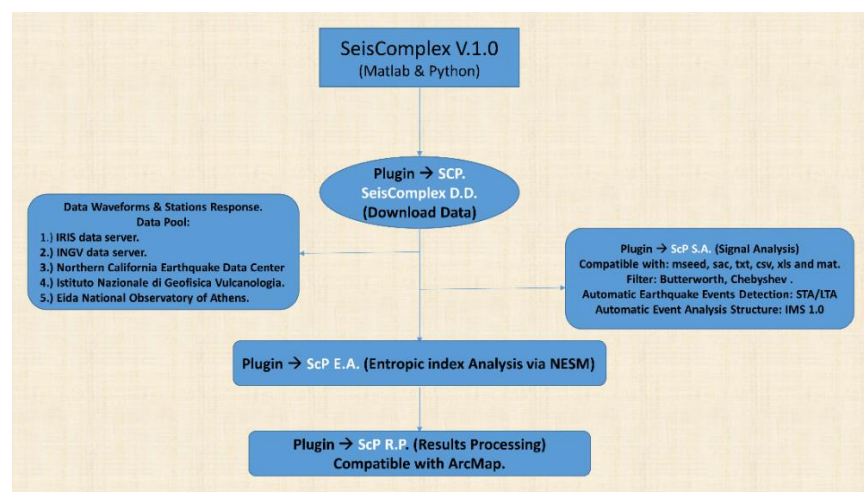 SeisComplex V.1.0
(Matlab & Python)
Plugin → SCP.
SeisComplex D.D.
(Download Data)
Data Waveforms & Stations Response.
Data Pool:
1.) IRIS data server.
2.) INGV data server.
3.) Northern California Earthquake Data Center
4.) Istituto Nazionale di Geofisica Vulcanologia.
5.) Eida National Observatory of Athens.
Plugin → ScP S.A. (Signal Analysis)
Compatible with: mseed, sac, txt, csv, xls and mat.
Filter: Butterworth, Chebyshev .
Automatic Earthquake Events Detection: STA/LTA
Automatic Event Analysis Structure: IMS 1.0
Plugin → ScP E.A. (Entropic index Analysis via NESM)
Plugin → ScP R.P. (Results Processing)
Compatible with ArcMap.